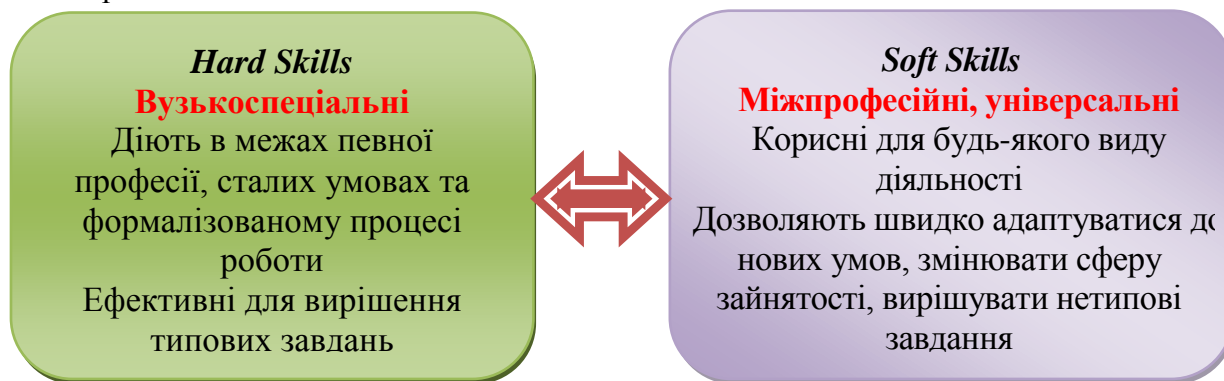 Hard Skills
Вузькоспеціальні
Діють в межах певної
професії, сталих умовах та
формалізованому процесі
роботи
Ефективні для вирішення
типових завдань
Soft Skills
Міжпрофесійні, універсальні
Корисні для будь-якого виду
діяльності
Дозволяють швидко адаптуватися до
нових умов, змінювати сферу
зайнятості, вирішувати нетипові
завдання